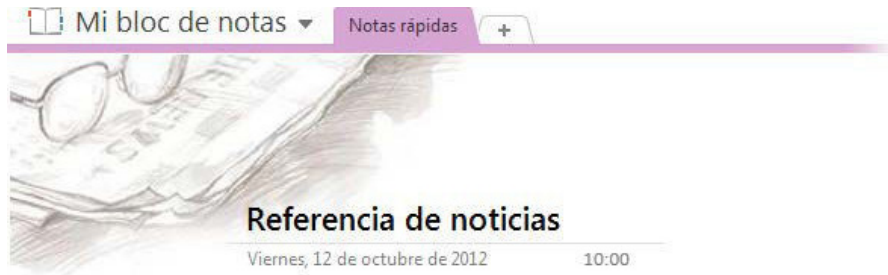 Mi bloc de notas
Notas rápidas
+
Referencia de noticias
Viernes, 12 de octubre de 2012 10:00